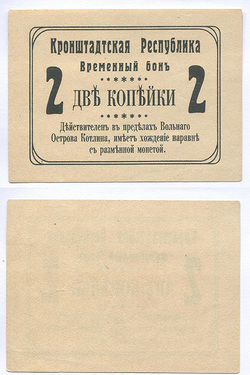 Кронштадтская Республика
Временный бонъ
2 ДВѢ КОПѢЙКИ 2
Дѣйствителенъ въ предѣлахъ Вольнаго
Острова Котлина, имѣетъ хожденіе наравнѣ
съ размѣнной монетой.